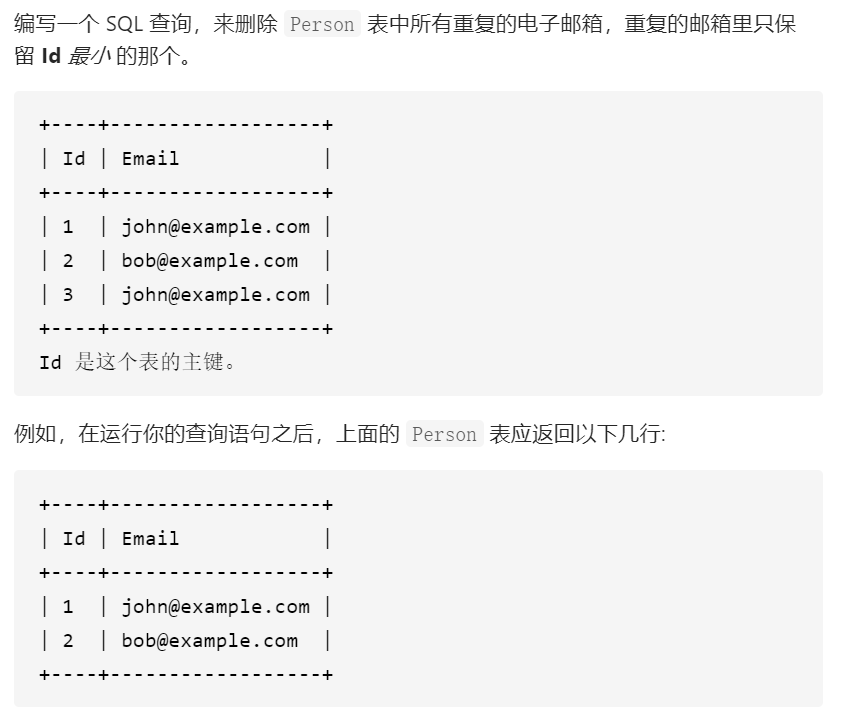 编写一个 SQL 查询，来删除 Person 表中所有重复的电子邮箱，重复的邮箱里只保
留 Id 最小 的那个。
+----+------------------+
| Id | Email            |
+----+------------------+
| 1  | john@example.com |
| 2  | bob@example.com  |
| 3  | john@example.com |
+----+------------------+
Id 是这个表的主键。
例如，在运行你的查询语句之后，上面的 Person 表应返回以下几行:
+----+------------------+
| Id | Email            |
+----+------------------+
| 1  | john@example.com |
| 2  | bob@example.com  |
+----+------------------+